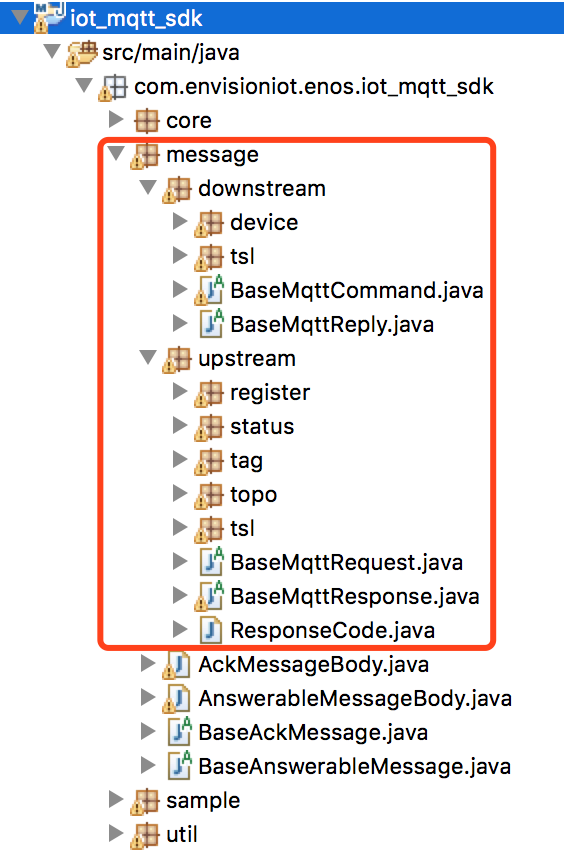 iot_mqtt_sdk
src/main/java
com.envisioniot.enos.iot_mqtt_sdk
core
message
downstream
device
tsl
BaseMqttCommand.java
BaseMqttReply.java
upstream
register
status
tag
topo
tsl
BaseMqttRequest.java
BaseMqttResponse.java
ResponseCode.java
AckMessageBody.java
AnswerableMessageBody.java
BaseAckMessage.java
BaseAnswerableMessage.java
sample
util